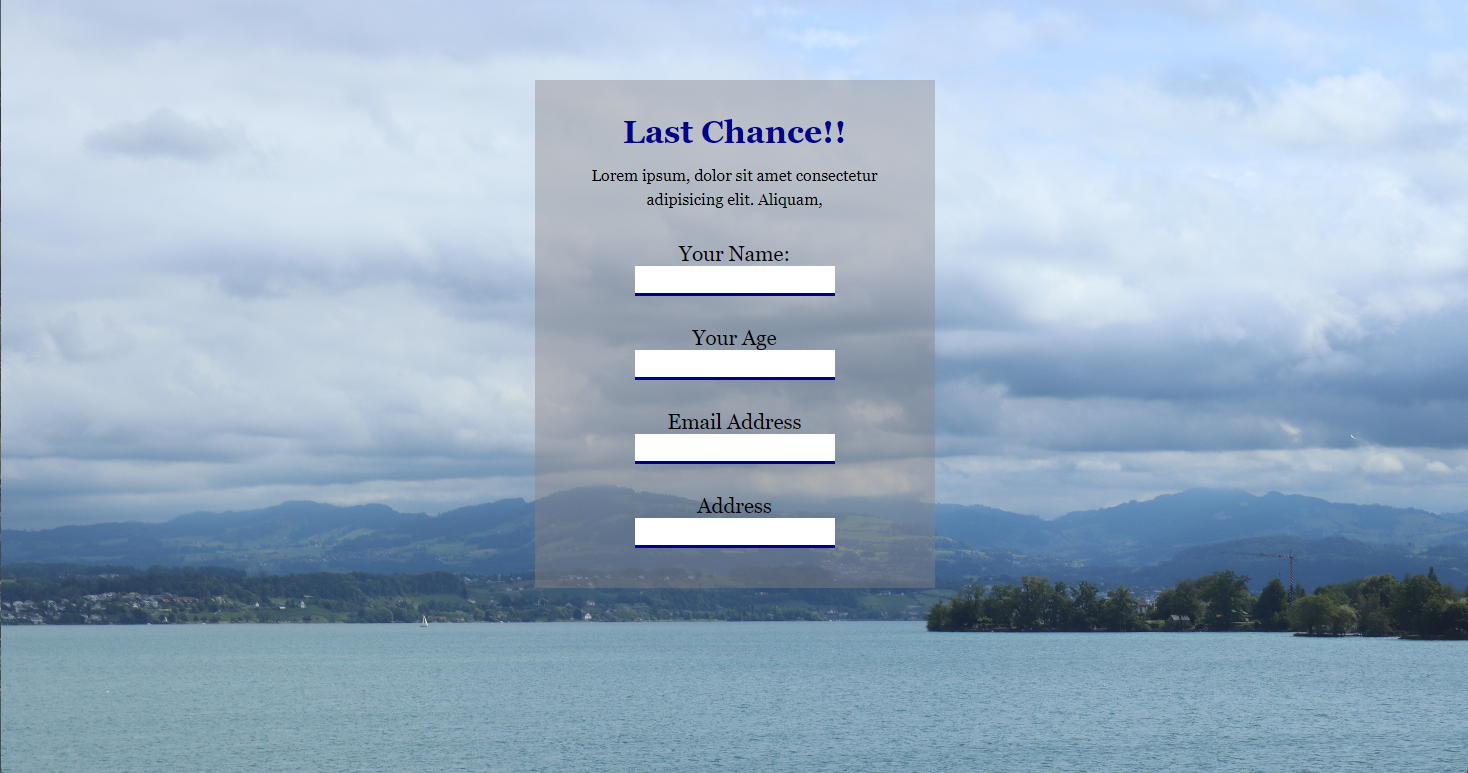 Last Chance!!
Lorem ipsum, dolor sit amet consectetur
adipisicing elit. Aliquam,
Your Name:
Your Age
Email Address
Address